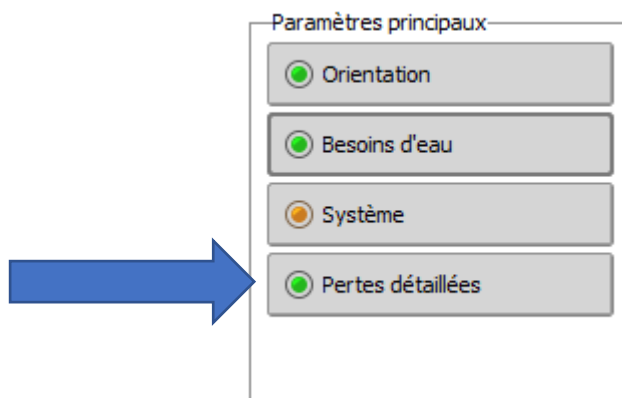 Paramètres principaux
Orientation
Besoins d'eau
Système
Pertes détaillées